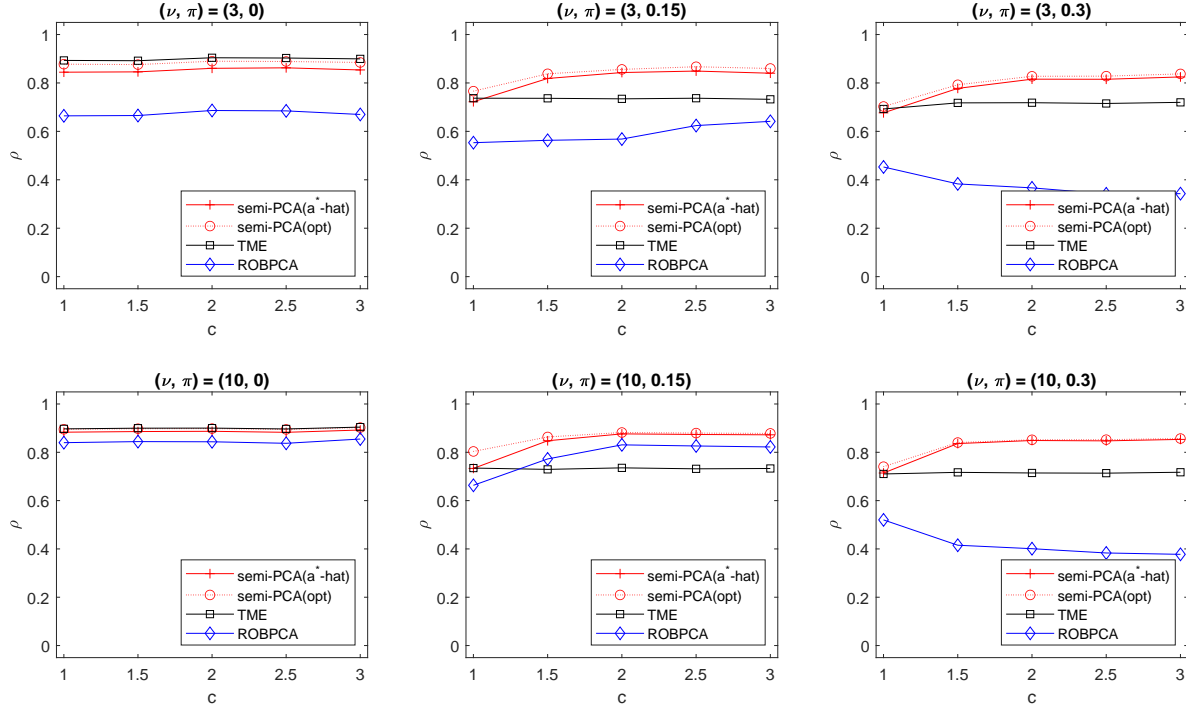 (ν, π) = (3, 0)
1
0.8
0.6
0.4
0.2
0
ρ
semi-PCA(a*-hat)
semi-PCA(opt)
TME
ROBPCA
1 1.5 2 2.5 3
c
(ν, π) = (3, 0.15)
1
0.8
0.6
0.4
0.2
0
ρ
semi-PCA(a*-hat)
semi-PCA(opt)
TME
ROBPCA
1 1.5 2 2.5 3
c
(ν, π) = (3, 0.3)
1
0.8
0.6
0.4
0.2
0
ρ
semi-PCA(a*-hat)
semi-PCA(opt)
TME
ROBPCA
1 1.5 2 2.5 3
c
(ν, π) = (10, 0)
1
0.8
0.6
0.4
0.2
0
ρ
semi-PCA(a*-hat)
semi-PCA(opt)
TME
ROBPCA
1 1.5 2 2.5 3
c
(ν, π) = (10, 0.15)
1
0.8
0.6
0.4
0.2
0
ρ
semi-PCA(a*-hat)
semi-PCA(opt)
TME
ROBPCA
1 1.5 2 2.5 3
c
(ν, π) = (10, 0.3)
1
0.8
0.6
0.4
0.2
0
ρ
semi-PCA(a*-hat)
semi-PCA(opt)
TME
ROBPCA
1 1.5 2 2.5 3
c